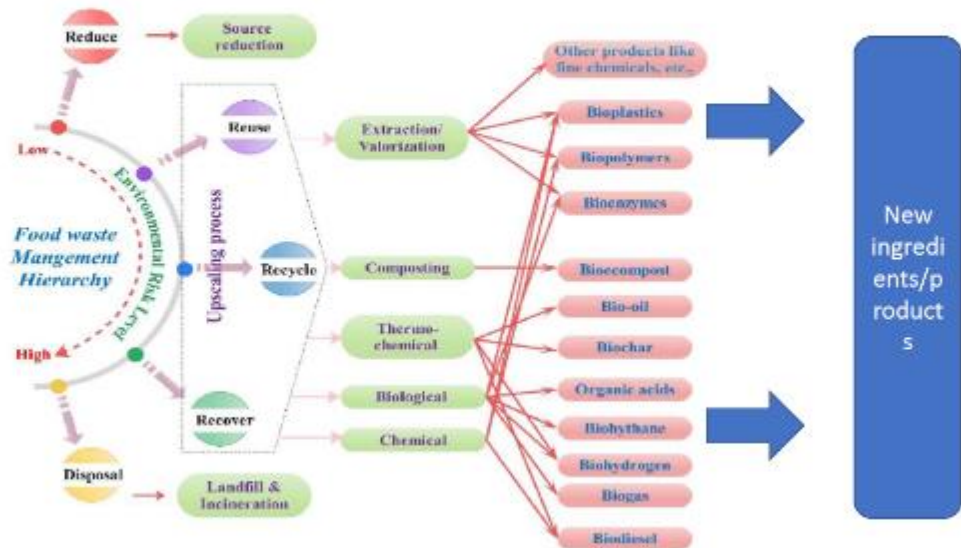 Reduce
Source
reduction
Low
Food waste
Mangement
Hierarchy
High
Environmental Risk Level
Upscaling process
Reuse
Recycle
Recover
Disposal
Landfill &
Incineration
Extraction/
Valorization
Composting
Thermo-
chemical
Biological
Chemical
Other products like
fine chemicals, etc.,
Bioplastics
Biopolymers
Bioenzymes
Bioecompost
Bio-oil
Biochar
Organic acids
Biohythane
Biohydrogen
Biogas
Biodiesel
New
ingredi
ents/p
roduct
s